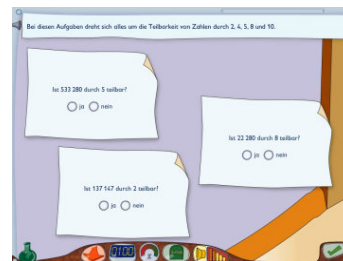 Bei diesen Aufgaben dreht sich alles um die Teilbarkeit von Zahlen durch 2, 4, 5, 8 und 10.
Ist 533 280 durch 5 teilbar?
ja nein
Ist 22 280 durch 8 teilbar?
ja nein
Ist 137 147 durch 2 teilbar?
ja nein